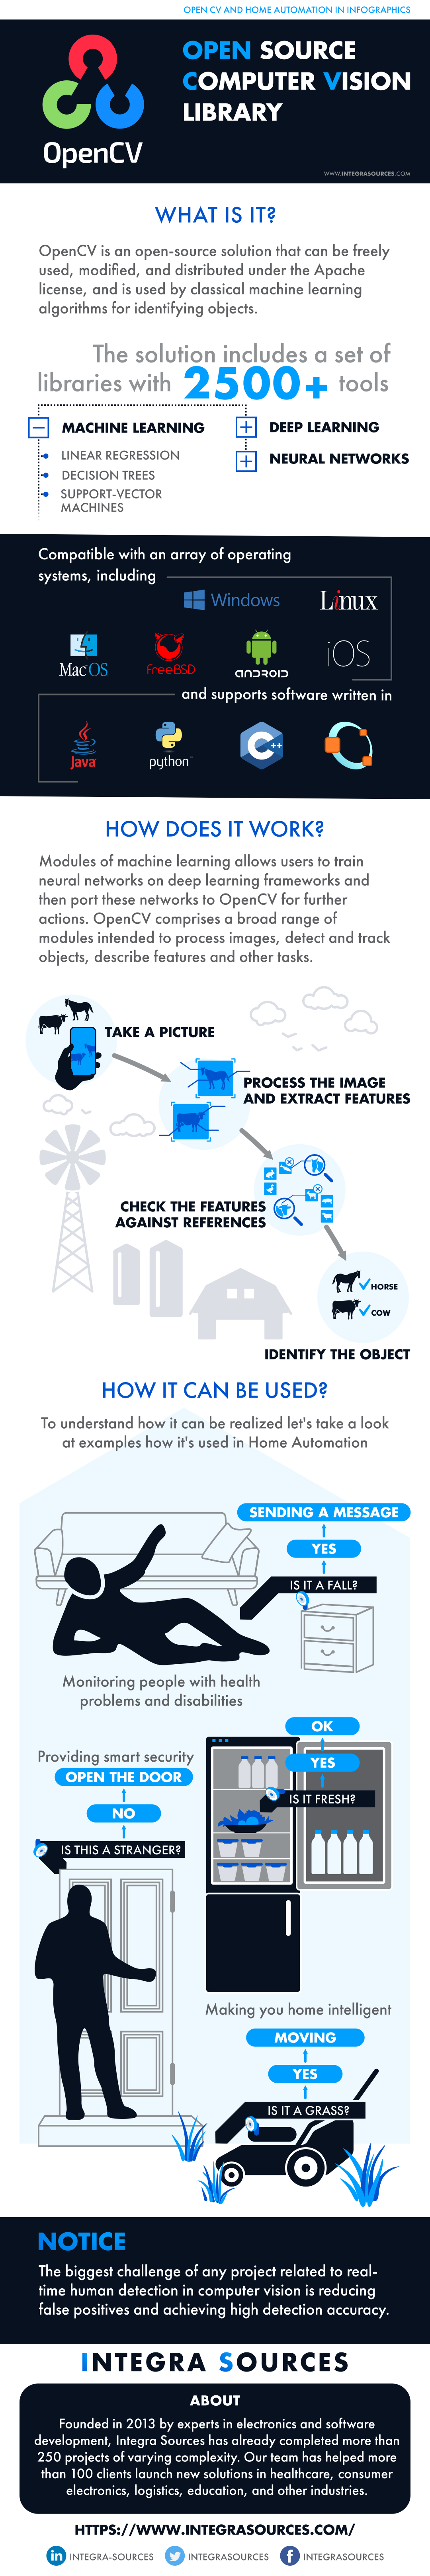 OPEN CV AND HOME AUTOMATION IN INFOGRAPHICS
OPEN SOURCE
COMPUTER VISION
LIBRARY
OpenCV
WWW.INTEGRASOURCES.COM
WHAT IS IT?
OpenCV is an open-source solution that can be freely
used, modified, and distributed under the Apache
license, and is used by classical machine learning
algorithms for identifying objects.
The solution includes a set of
libraries with 2500+ tools
MACHINE LEARNING
LINEAR REGRESSION
DECISION TREES
SUPPORT-VECTOR
MACHINES
DEEP LEARNING
NEURAL NETWORKS
Compatible with an array of operating
systems, including
Windows
Linux
Mac OS
FreeBSD
ANDROID
iOS
and supports software written in
Java
python
C++
HOW DOES IT WORK?
Modules of machine learning allows users to train
neural networks on deep learning frameworks and
then port these networks to OpenCV for further
actions. OpenCV comprises a broad range of
modules intended to process images, detect and track
objects, describe features and other tasks.
TAKE A PICTURE
PROCESS THE IMAGE
AND EXTRACT FEATURES
CHECK THE FEATURES
AGAINST REFERENCES
HORSE
COW
IDENTIFY THE OBJECT
HOW IT CAN BE USED?
To understand how it can be realized let's take a look
at examples how it's used in Home Automation
SENDING A MESSAGE
YES
IS IT A FALL?
Monitoring people with health
problems and disabilities
OK
YES
IS IT FRESH?
Providing smart security
OPEN THE DOOR
NO
IS THIS A STRANGER?
Making you home intelligent
MOVING
YES
IS IT A GRASS?
NOTICE
The biggest challenge of any project related to real-
time human detection in computer vision is reducing
false positives and achieving high detection accuracy.
INTEGRA SOURCES
ABOUT
Founded in 2013 by experts in electronics and software
development, Integra Sources has already completed more than
250 projects of varying complexity. Our team has helped more
than 100 clients launch new solutions in healthcare, consumer
electronics, logistics, education, and other industries.
HTTPS://WWW.INTEGRASOURCES.COM/
in INTEGRA-SOURCES
INTEGRASOURCES
f INTEGRASOURCES